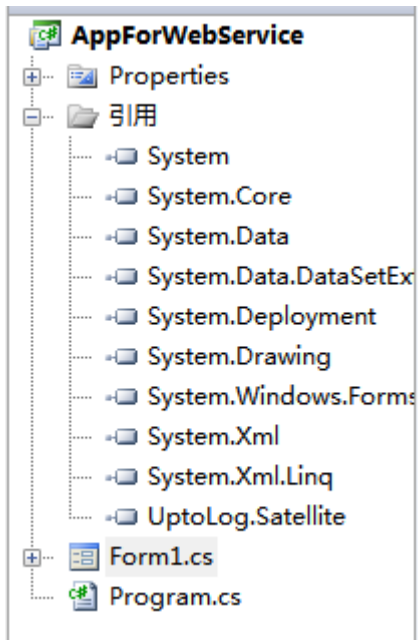 AppForWebService
Properties
引用
System
System.Core
System.Data
System.Data.DataSetEx
System.Deployment
System.Drawing
System.Windows.Forms
System.Xml
System.Xml.Linq
UptoLog.Satellite
Form1.cs
Program.cs